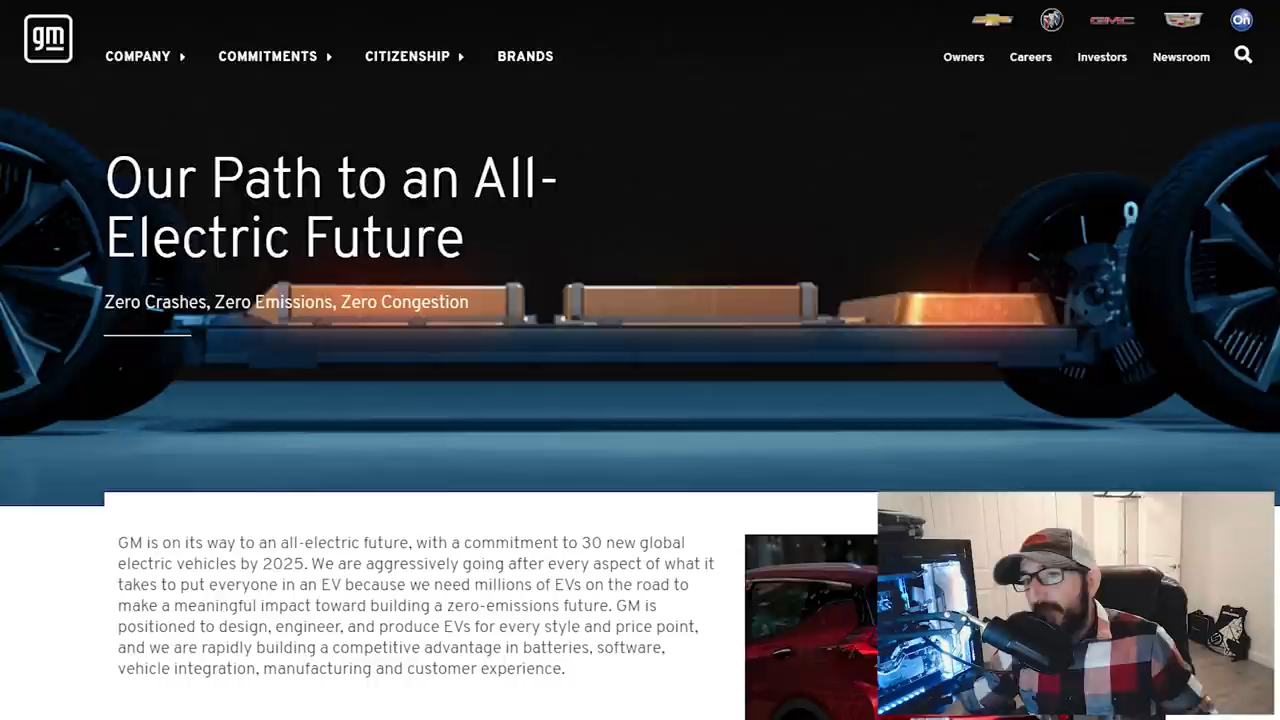 gm
COMPANY
COMMITMENTS
CITIZENSHIP
BRANDS
GMC
On
Owners
Careers
Investors
Newsroom
Our Path to an All-
Electric Future
Zero Crashes, Zero Emissions, Zero Congestion
GM is on its way to an all-electric future, with a commitment to 30 new global
electric vehicles by 2025. We are aggressively going after every aspect of what it
takes to put everyone in an EV because we need millions of EVs on the road to
make a meaningful impact toward building a zero-emissions future. GM is
positioned to design, engineer, and produce EVs for every style and price point,
and we are rapidly building a competitive advantage in batteries, software,
vehicle integration, manufacturing and customer experience.